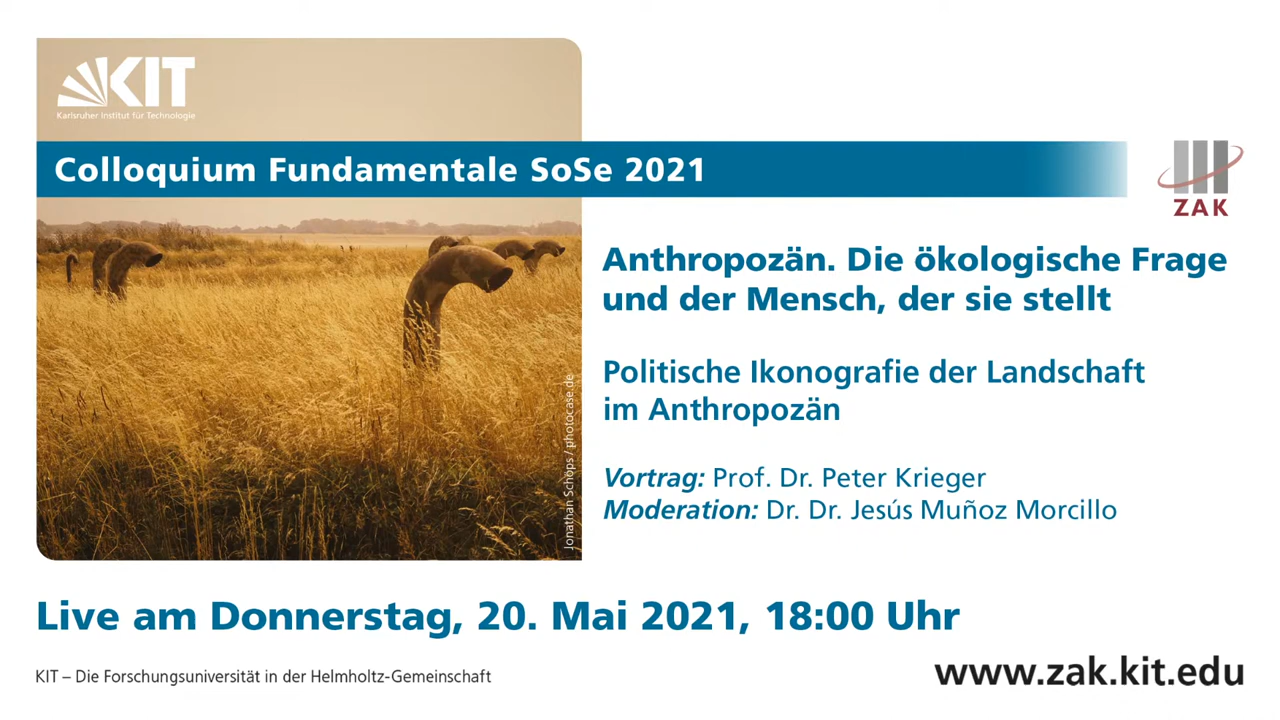 KIT
Karlsruher Institut für Technologie
Colloquium Fundamentale SoSe 2021
ZAK
Anthropozän. Die ökologische Frage
und der Mensch, der sie stellt
Politische Ikonografie der Landschaft
im Anthropozän
Vortrag: Prof. Dr. Peter Krieger
Moderation: Dr. Dr. Jesús Muñoz Morcillo
Jonathan Schöps / photocase.de
Live am Donnerstag, 20. Mai 2021, 18:00 Uhr
KIT – Die Forschungsuniversität in der Helmholtz-Gemeinschaft
www.zak.kit.edu